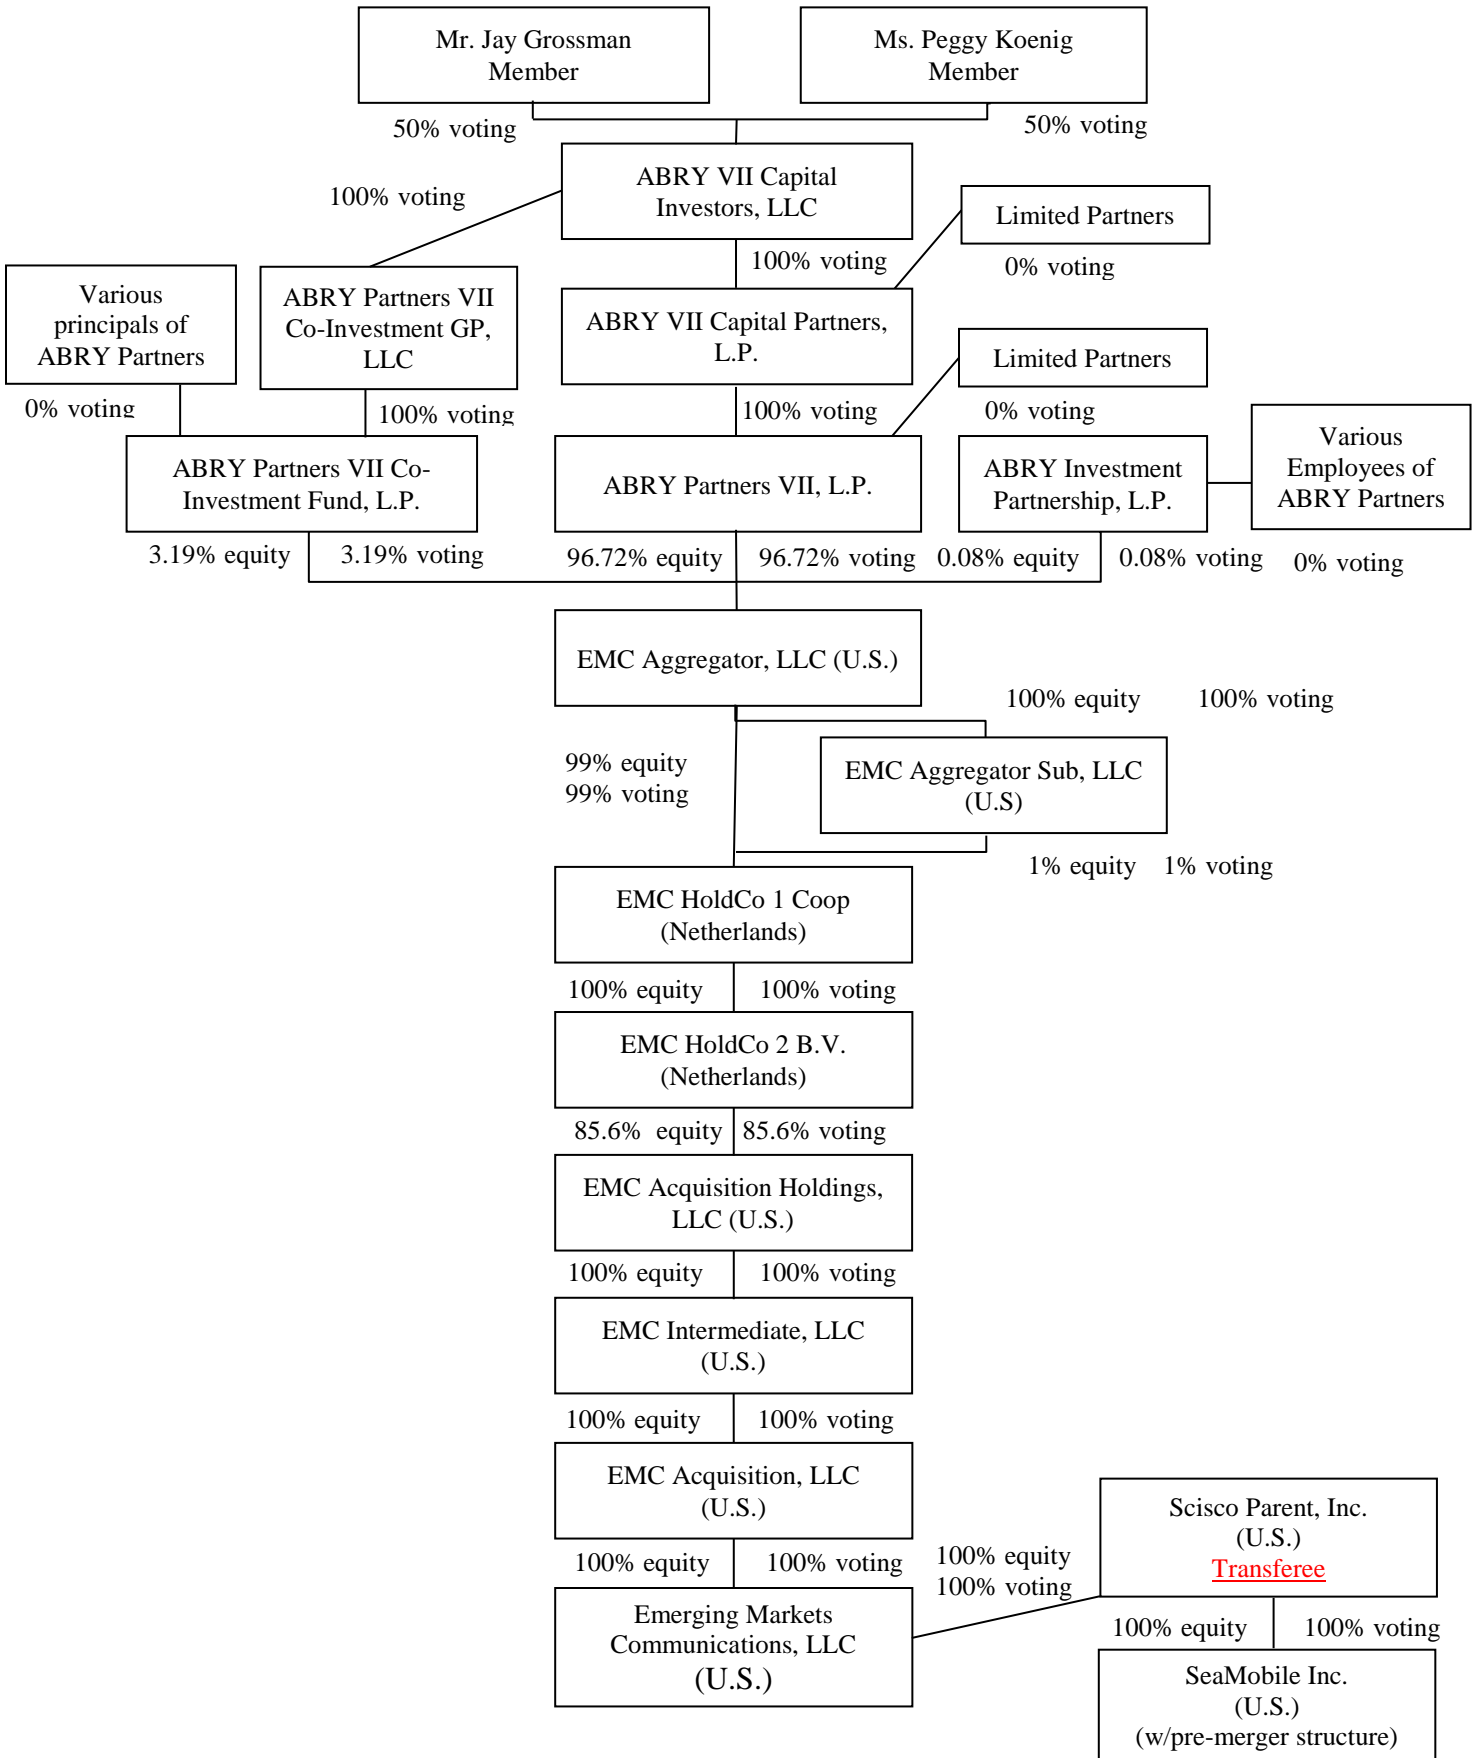 Mr. Jay Grossman
Member
Ms. Peggy Koenig
Member
50% voting
50% voting
ABRY VII Capital
Investors, LLC
100% voting
Limited Partners
0% voting
100% voting
Various
principals of
ABRY Partners
ABRY Partners VII
Co-Investment GP,
LLC
ABRY VII Capital Partners,
L.P.
Limited Partners
0% voting
0% voting
100% voting
100% voting
Various
Employees of
ABRY Partners
ABRY Partners VII Co-
Investment Fund, L.P.
ABRY Partners VII, L.P.
ABRY Investment
Partnership, L.P.
3.19% equity
3.19% voting
96.72% equity
96.72% voting
0.08% equity
0.08% voting
0% voting
EMC Aggregator, LLC (U.S.)
100% equity
100% voting
99% equity
99% voting
EMC Aggregator Sub, LLC
(U.S)
1% equity
1% voting
EMC HoldCo 1 Coop
(Netherlands)
100% equity
100% voting
EMC HoldCo 2 B.V.
(Netherlands)
85.6% equity
85.6% voting
EMC Acquisition Holdings,
LLC (U.S.)
100% equity
100% voting
EMC Intermediate, LLC
(U.S.)
100% equity
100% voting
EMC Acquisition, LLC
(U.S.)
Scisco Parent, Inc.
(U.S.)
Transferee
100% equity
100% voting
100% equity
100% voting
Emerging Markets
Communications, LLC
(U.S.)
100% equity
100% voting
SeaMobile Inc.
(U.S.)
(w/pre-merger structure)